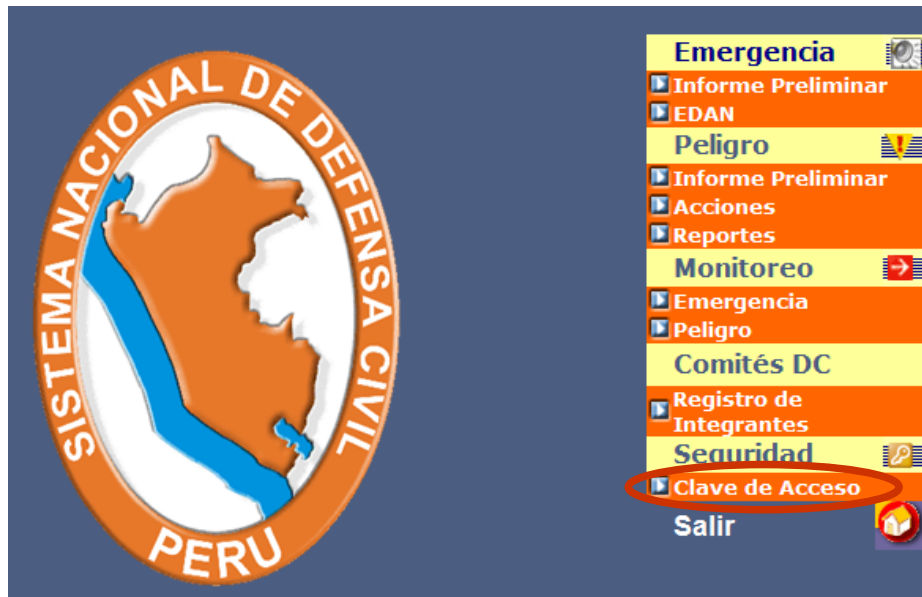 SISTEMA NACIONAL DE DEFENSA CIVIL
PERU
Emergencia
Informe Preliminar
EDAN
Peligro
Informe Preliminar
Acciones
Reportes
Monitoreo
Emergencia
Peligro
Comités DC
Registro de
Integrantes
Seguridad
Clave de Acceso
Salir